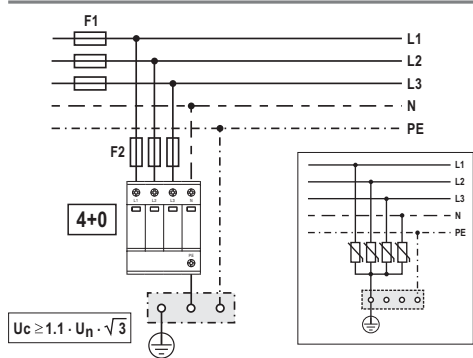 F1
L1
L2
L3
N
PE
F2
L1 L2 L3 N
4+0
PE
Uc ≥ 1.1 · Un · √3
L1
L2
L3
N
PE